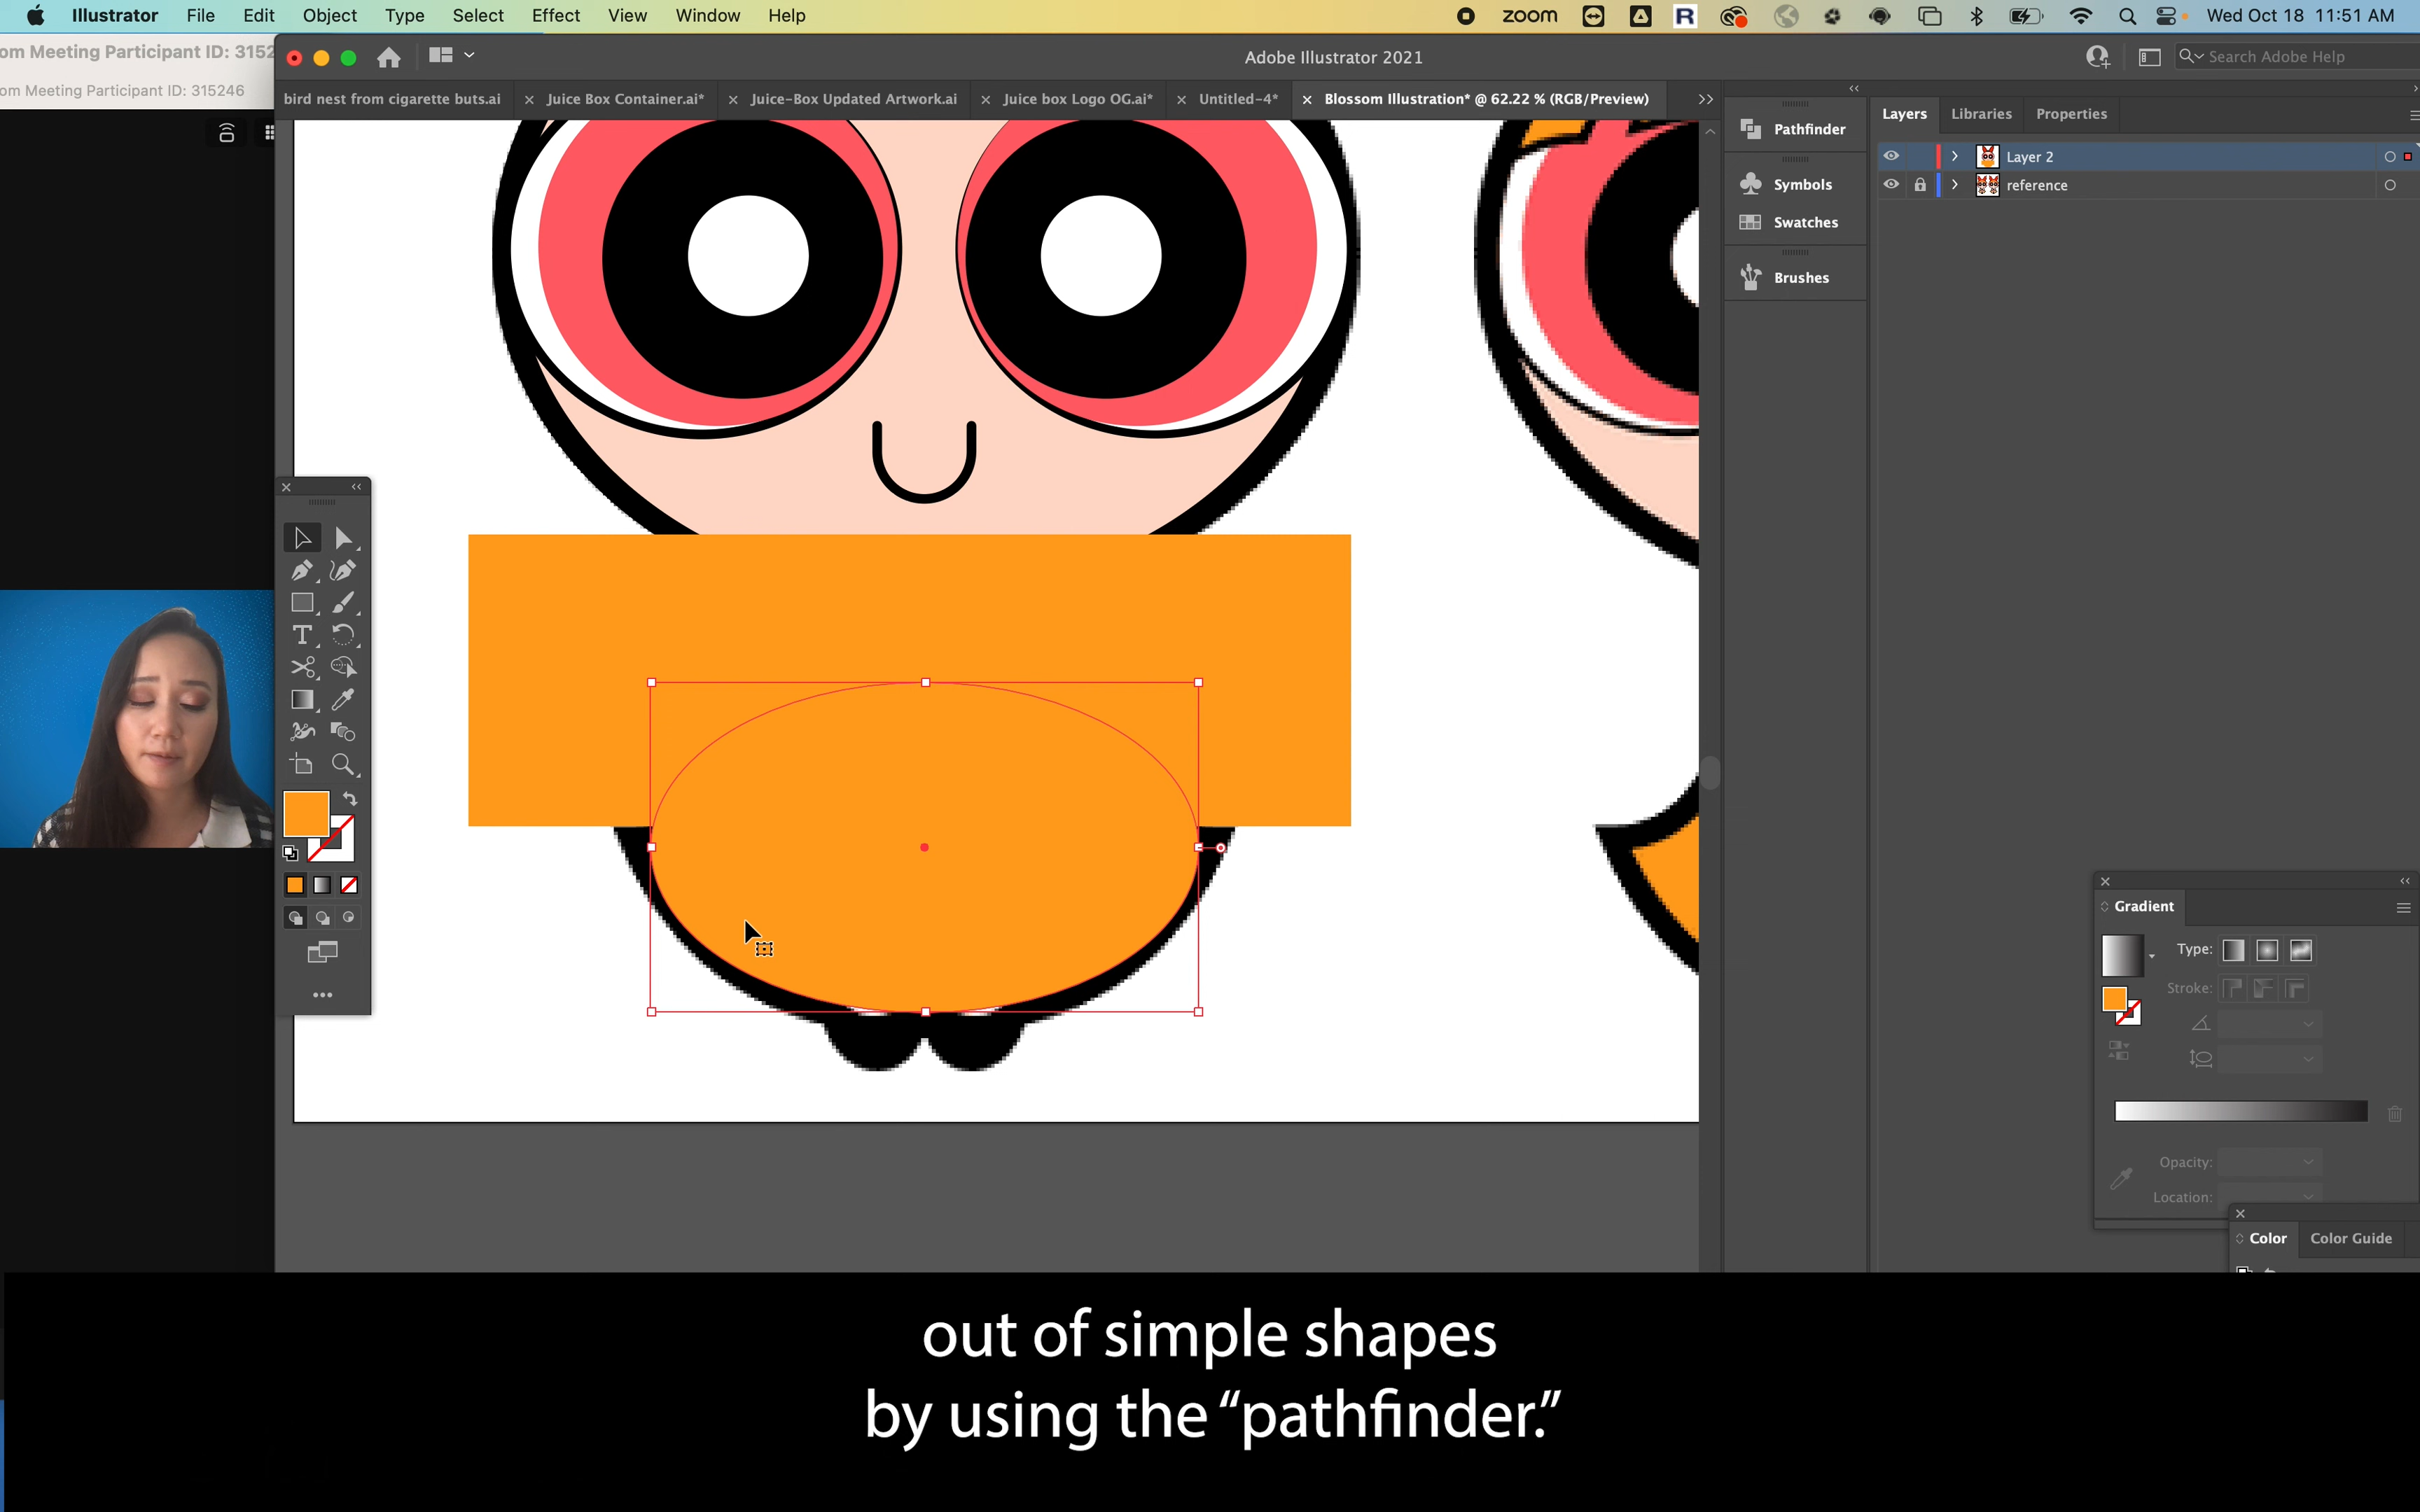 Illustrator File Edit Object Type Select Effect View Window Help
zoom
Wed Oct 18 11:51 AM
om Meeting Participant ID: 3152
om Meeting Participant ID: 315246
Adobe Illustrator 2021
Search Adobe Help
bird nest from cigarette buts.ai
× Juice Box Container.ai*
× Juice-Box Updated Artwork.ai
× Juice box Logo OG.ai*
× Untitled-4*
× Blossom Illustration* @ 62.22 % (RGB/Preview)
Pathfinder
Symbols
Swatches
Brushes
Layers Libraries Properties
Layer 2
reference
Gradient
Type:
Stroke:
Opacity:
Location:
Color Color Guide
out of simple shapes
by using the “pathfinder.”